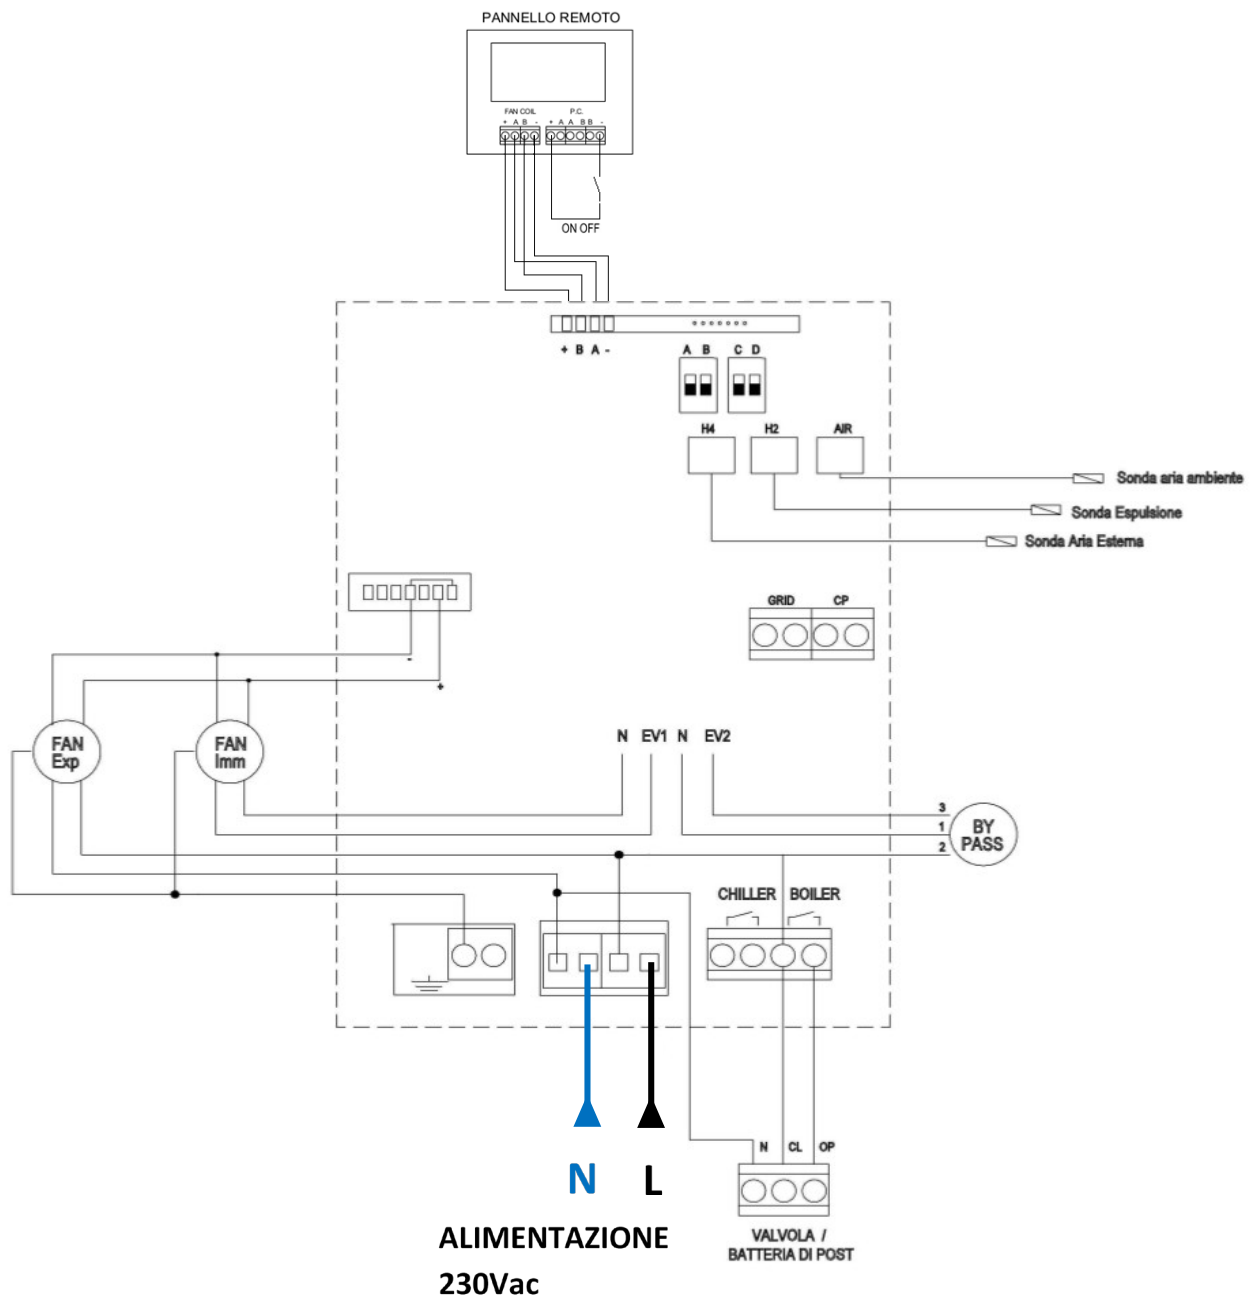 PANNELLO REMOTO
FAN COIL P.C.
+ A B - + A A B B -
ON OFF
+ B A -
A B C D
H4 H2 AIR
Sonda aria ambiente
Sonda Espulsione
Sonda Aria Esterna
GRID CP
-
+
FAN
Exp
FAN
Imm
N EV1 N EV2
3
1
2
BY
PASS
CHILLER BOILER
N CL OP
N L
VALVOLA /
BATTERIA DI POST
ALIMENTAZIONE
230Vac